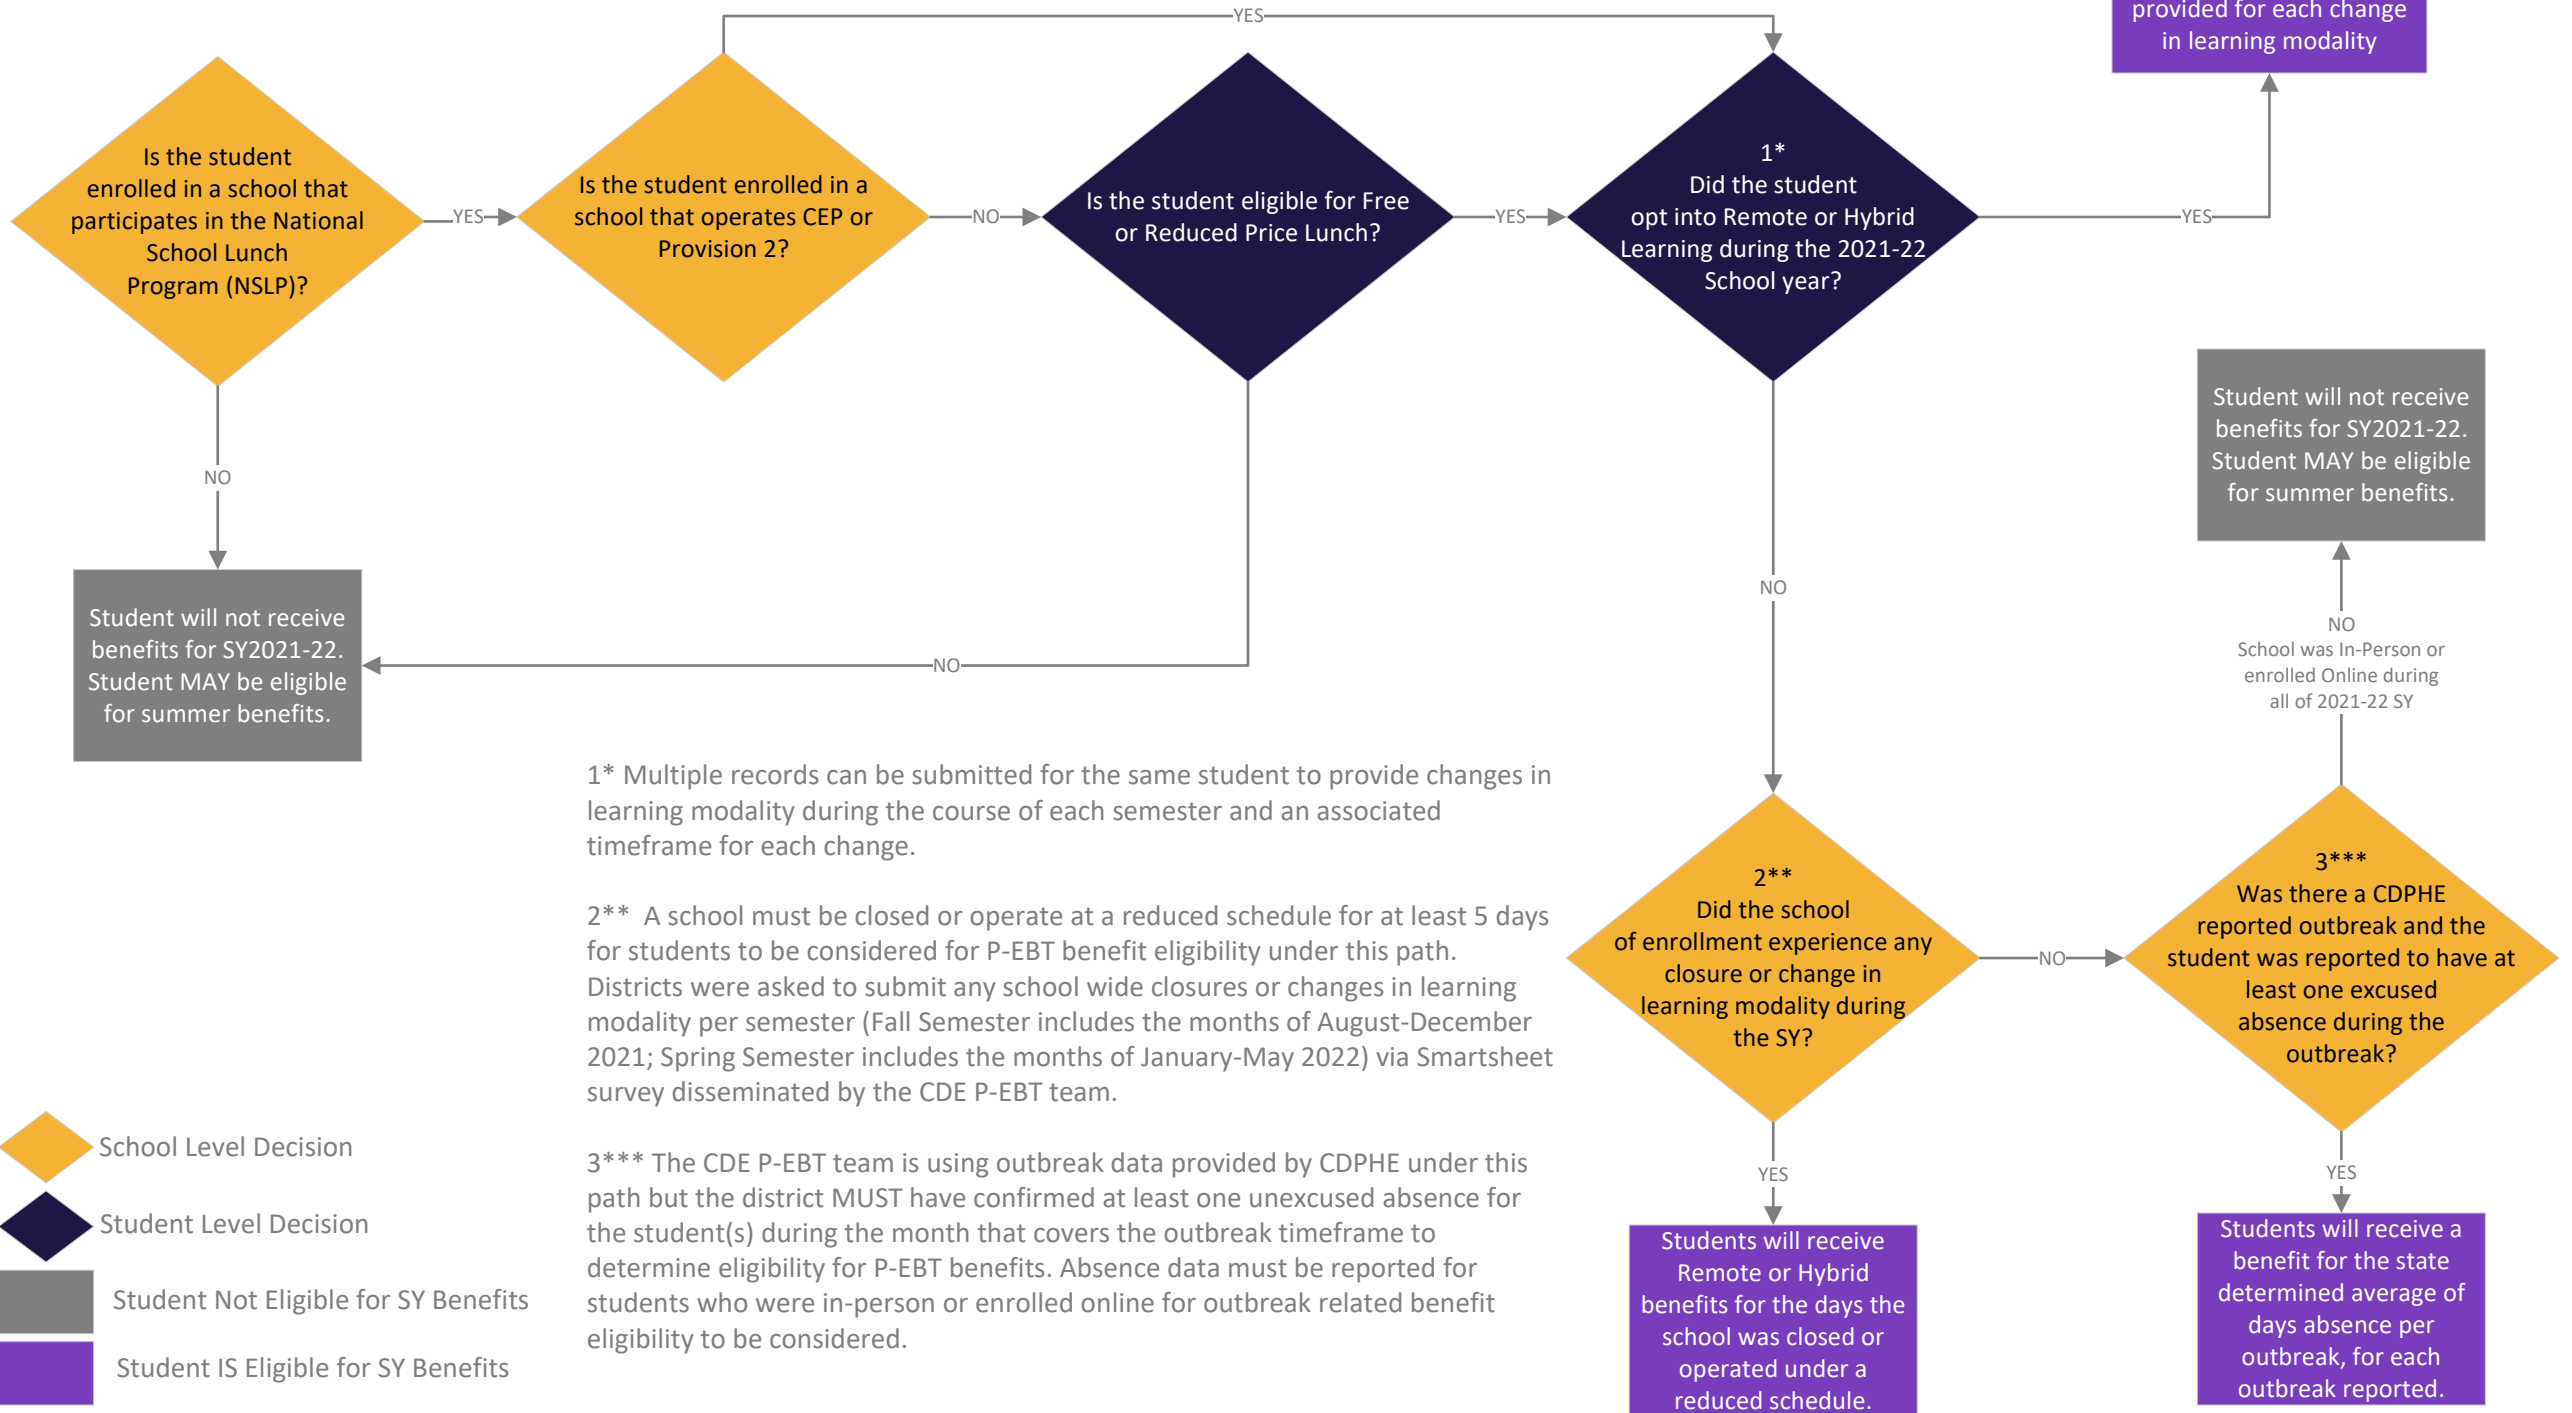 YES
provided for each change
in learning modality
Is the student
enrolled in a school that
participates in the National
School Lunch
Program (NSLP)?
YES
Is the student enrolled in a
school that operates CEP or
Provision 2?
NO
Is the student eligible for Free
or Reduced Price Lunch?
YES
1*
Did the student
opt into Remote or Hybrid
Learning during the 2021-22
School year?
YES
NO
Student will not receive
benefits for SY2021-22.
Student MAY be eligible
for summer benefits.
NO
NO
Student will not receive
benefits for SY2021-22.
Student MAY be eligible
for summer benefits.
NO
School was In-Person or
enrolled Online during
all of 2021-22 SY
1* Multiple records can be submitted for the same student to provide changes in
learning modality during the course of each semester and an associated
timeframe for each change.
2** A school must be closed or operate at a reduced schedule for at least 5 days
for students to be considered for P-EBT benefit eligibility under this path.
Districts were asked to submit any school wide closures or changes in learning
modality per semester (Fall Semester includes the months of August-December
2021; Spring Semester includes the months of January-May 2022) via Smartsheet
survey disseminated by the CDE P-EBT team.
3*** The CDE P-EBT team is using outbreak data provided by CDPHE under this
path but the district MUST have confirmed at least one unexcused absence for
the student(s) during the month that covers the outbreak timeframe to
determine eligibility for P-EBT benefits. Absence data must be reported for
students who were in-person or enrolled online for outbreak related benefit
eligibility to be considered.
2**
Did the school
of enrollment experience any
closure or change in
learning modality during
the SY?
NO
3***
Was there a CDPHE
reported outbreak and the
student was reported to have at
least one excused
absence during the
outbreak?
YES
Students will receive
Remote or Hybrid
benefits for the days the
school was closed or
operated under a
reduced schedule.
YES
Students will receive a
benefit for the state
determined average of
days absence per
outbreak, for each
outbreak reported.
School Level Decision
Student Level Decision
Student Not Eligible for SY Benefits
Student IS Eligible for SY Benefits